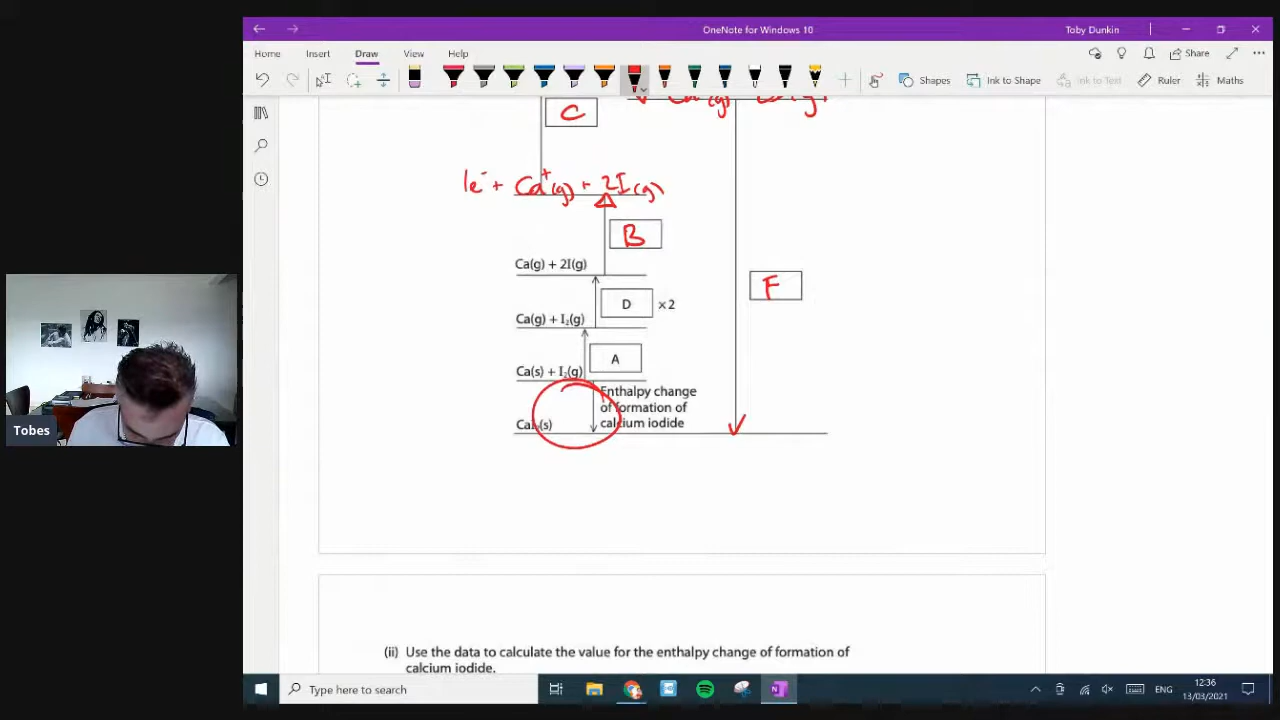 OneNote for Windows 10
Toby Dunkin
Home Insert Draw View Help
Share
Shapes Ink to Shape Ink to Text Ruler Maths
C
1e⁻ + Ca⁺(g) + 2I(g)
B
Ca(g) + 2I(g)
D ×2
F
Ca(g) + I₂(g)
A
Ca(s) + I₂(g)
Enthalpy change
of formation of
calcium iodide
CaI₂(s)
Tobes
(ii) Use the data to calculate the value for the enthalpy change of formation of
calcium iodide.
Type here to search
ENG
12:36
13/03/2021